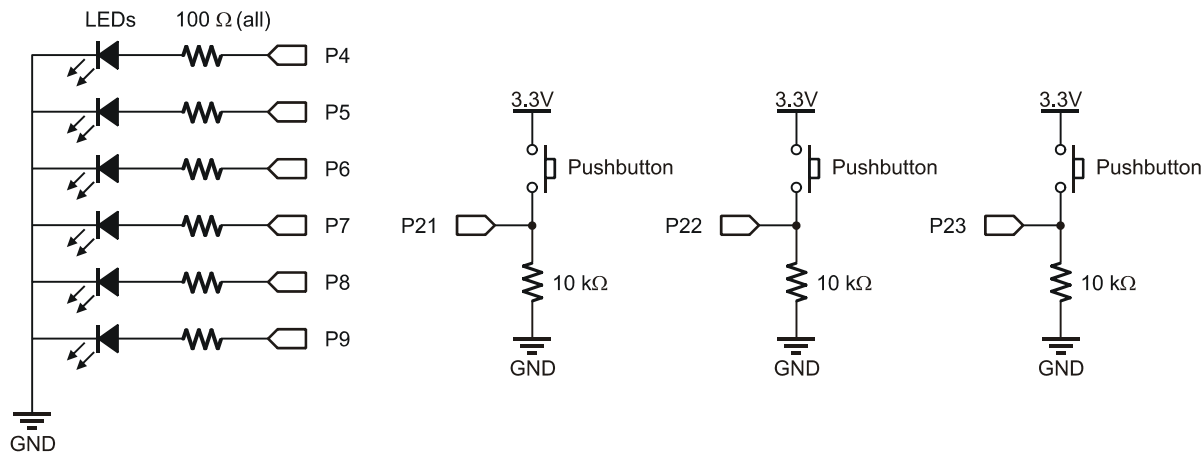 LEDs 100 Ω (all)
P4
P5
P6
P7
P8
P9
GND
3.3V
Pushbutton
P21
10 kΩ
GND
3.3V
Pushbutton
P22
10 kΩ
GND
3.3V
Pushbutton
P23
10 kΩ
GND